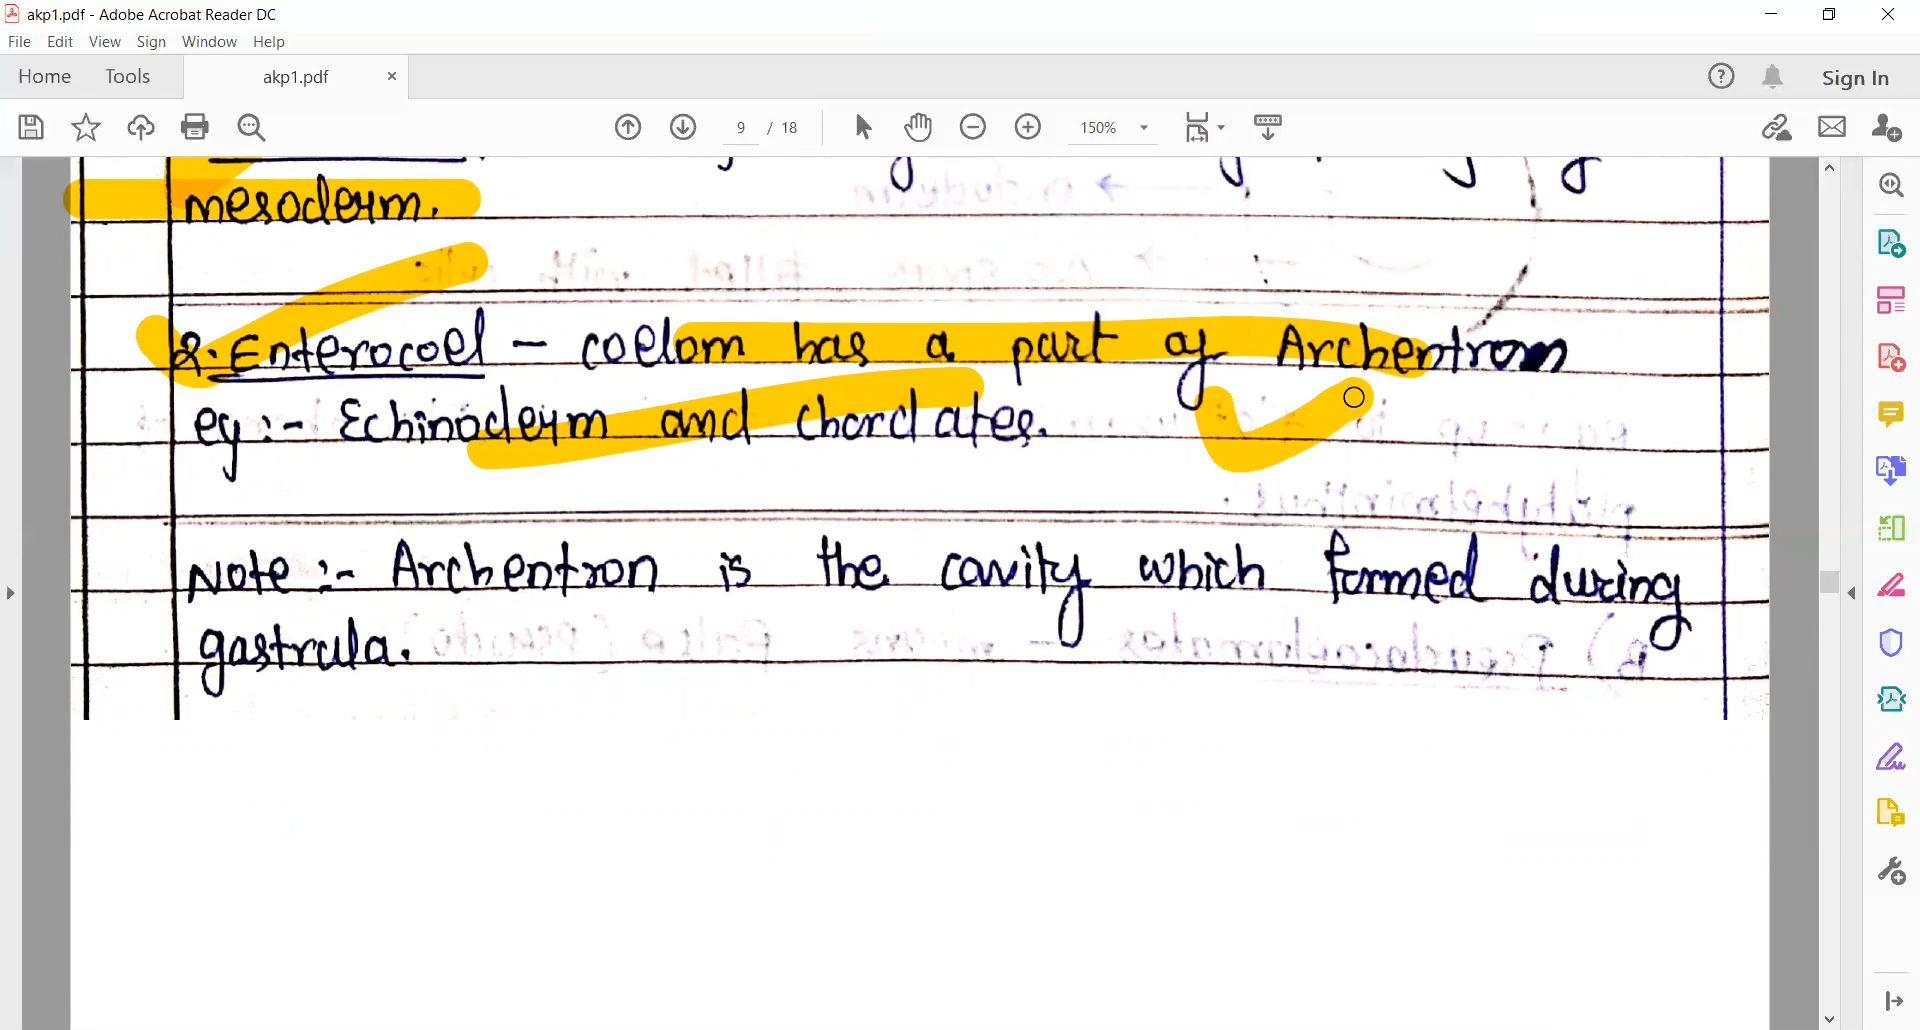 akp1.pdf - Adobe Acrobat Reader DC
File Edit View Sign Window Help
Home Tools akp1.pdf × Sign In
9 / 18 150%
mesoderm.
2. Enterocoel - coelom has a part of Archentron
eg :- Echinoderm and chordates.
Note :- Archentron is the cavity which formed during
gastrula.